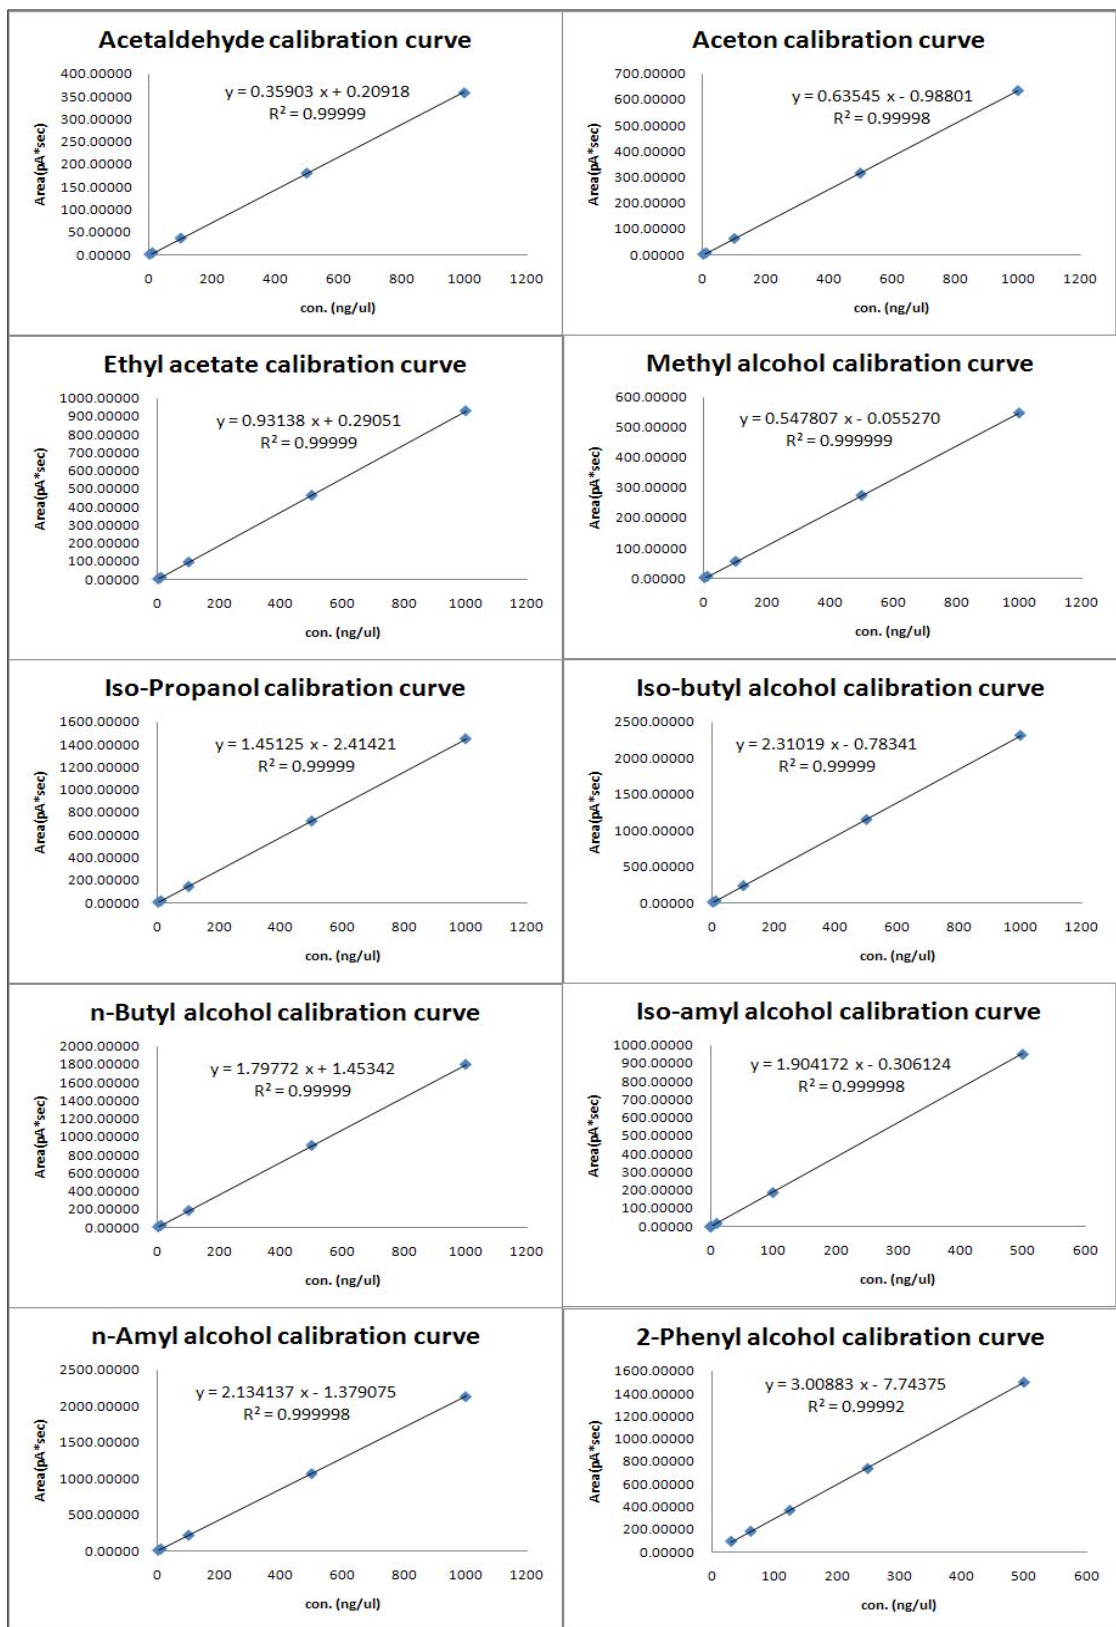 Acetaldehyde calibration curve
400.00000
350.00000
300.00000
250.00000
200.00000
150.00000
100.00000
50.00000
0.00000
Area(pA*sec)
y = 0.35903 x + 0.20918
R² = 0.99999
0 200 400 600 800 1000 1200
con. (ng/ul)
Aceton calibration curve
700.00000
600.00000
500.00000
400.00000
300.00000
200.00000
100.00000
0.00000
Area(pA*sec)
y = 0.63545 x - 0.98801
R² = 0.99998
0 200 400 600 800 1000 1200
con. (ng/ul)
Ethyl acetate calibration curve
1000.00000
900.00000
800.00000
700.00000
600.00000
500.00000
400.00000
300.00000
200.00000
100.00000
0.00000
Area(pA*sec)
y = 0.93138 x + 0.29051
R² = 0.99999
0 200 400 600 800 1000 1200
con. (ng/ul)
Methyl alcohol calibration curve
600.00000
500.00000
400.00000
300.00000
200.00000
100.00000
0.00000
Area(pA*sec)
y = 0.547807 x - 0.055270
R² = 0.999999
0 200 400 600 800 1000 1200
con. (ng/ul)
Iso-Propanol calibration curve
1600.00000
1400.00000
1200.00000
1000.00000
800.00000
600.00000
400.00000
200.00000
0.00000
Area(pA*sec)
y = 1.45125 x - 2.41421
R² = 0.99999
0 200 400 600 800 1000 1200
con. (ng/ul)
Iso-butyl alcohol calibration curve
2500.00000
2000.00000
1500.00000
1000.00000
500.00000
0.00000
Area(pA*sec)
y = 2.31019 x - 0.78341
R² = 0.99999
0 200 400 600 800 1000 1200
con. (ng/ul)
n-Butyl alcohol calibration curve
2000.00000
1800.00000
1600.00000
1400.00000
1200.00000
1000.00000
800.00000
600.00000
400.00000
200.00000
0.00000
Area(pA*sec)
y = 1.79772 x + 1.45342
R² = 0.99999
0 200 400 600 800 1000 1200
con. (ng/ul)
Iso-amyl alcohol calibration curve
1000.00000
900.00000
800.00000
700.00000
600.00000
500.00000
400.00000
300.00000
200.00000
100.00000
0.00000
Area(pA*sec)
y = 1.904172 x - 0.306124
R² = 0.999998
0 100 200 300 400 500 600
con. (ng/ul)
n-Amyl alcohol calibration curve
2500.00000
2000.00000
1500.00000
1000.00000
500.00000
0.00000
Area(pA*sec)
y = 2.134137 x - 1.379075
R² = 0.999998
0 200 400 600 800 1000 1200
con. (ng/ul)
2-Phenyl alcohol calibration curve
1600.00000
1400.00000
1200.00000
1000.00000
800.00000
600.00000
400.00000
200.00000
0.00000
Area(pA*sec)
y = 3.00883 x - 7.74375
R² = 0.99992
0 100 200 300 400 500 600
con. (ng/ul)